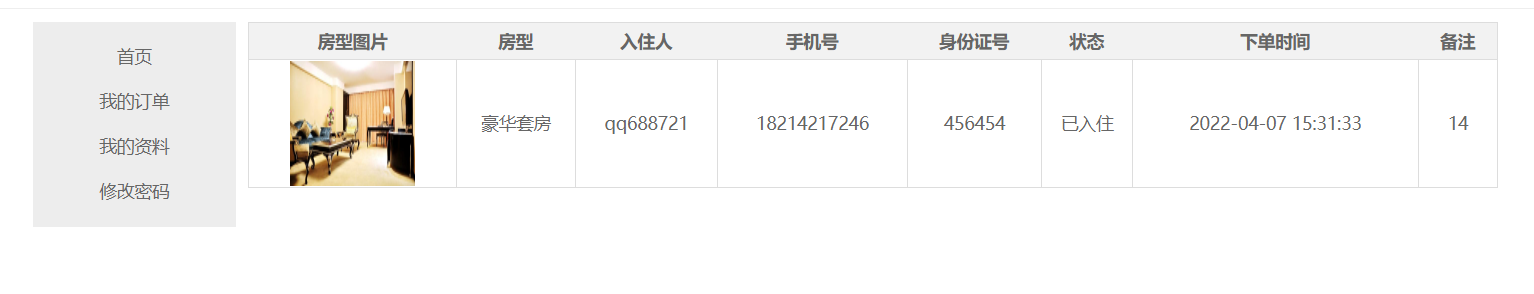 首页
我的订单
我的资料
修改密码
房型图片 房型 入住人 手机号 身份证号 状态 下单时间 备注
豪华套房 qq688721 18214217246 456454 已入住 2022-04-07 15:31:33 14